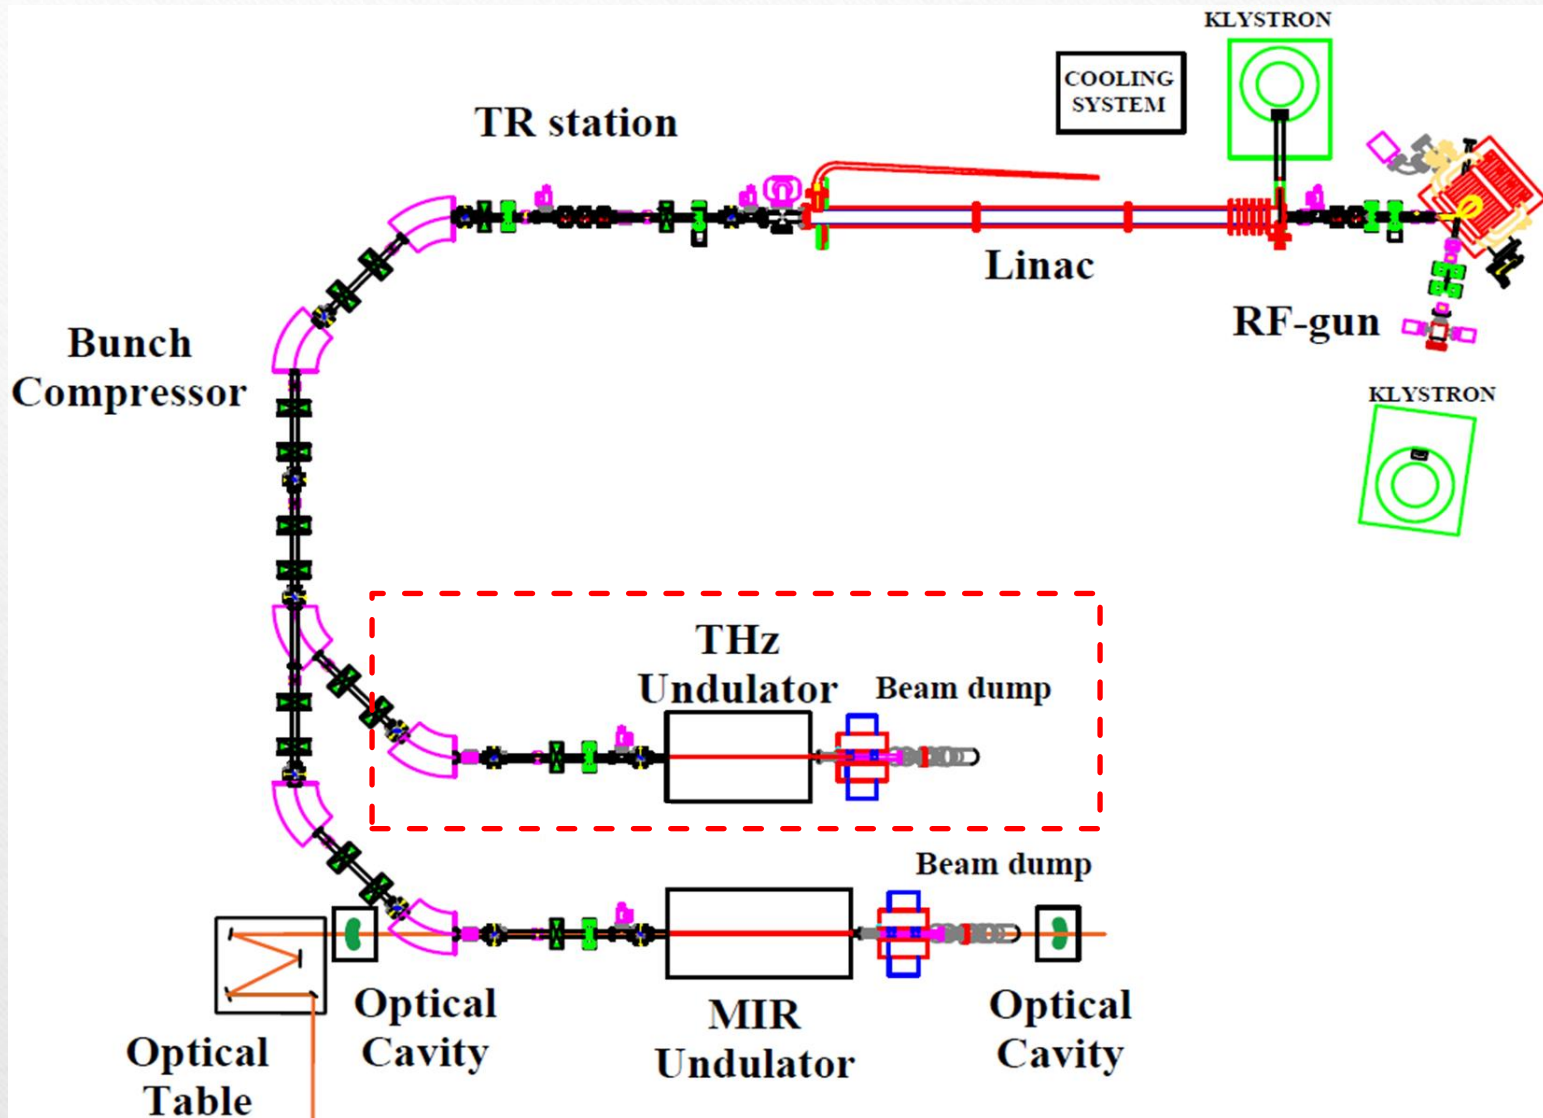 KLYSTRON
COOLING
SYSTEM
TR station
Linac
RF-gun
Bunch
Compressor
KLYSTRON
THz
Undulator
Beam dump
Beam dump
Optical
Cavity
MIR
Undulator
Optical
Cavity
Optical
Table